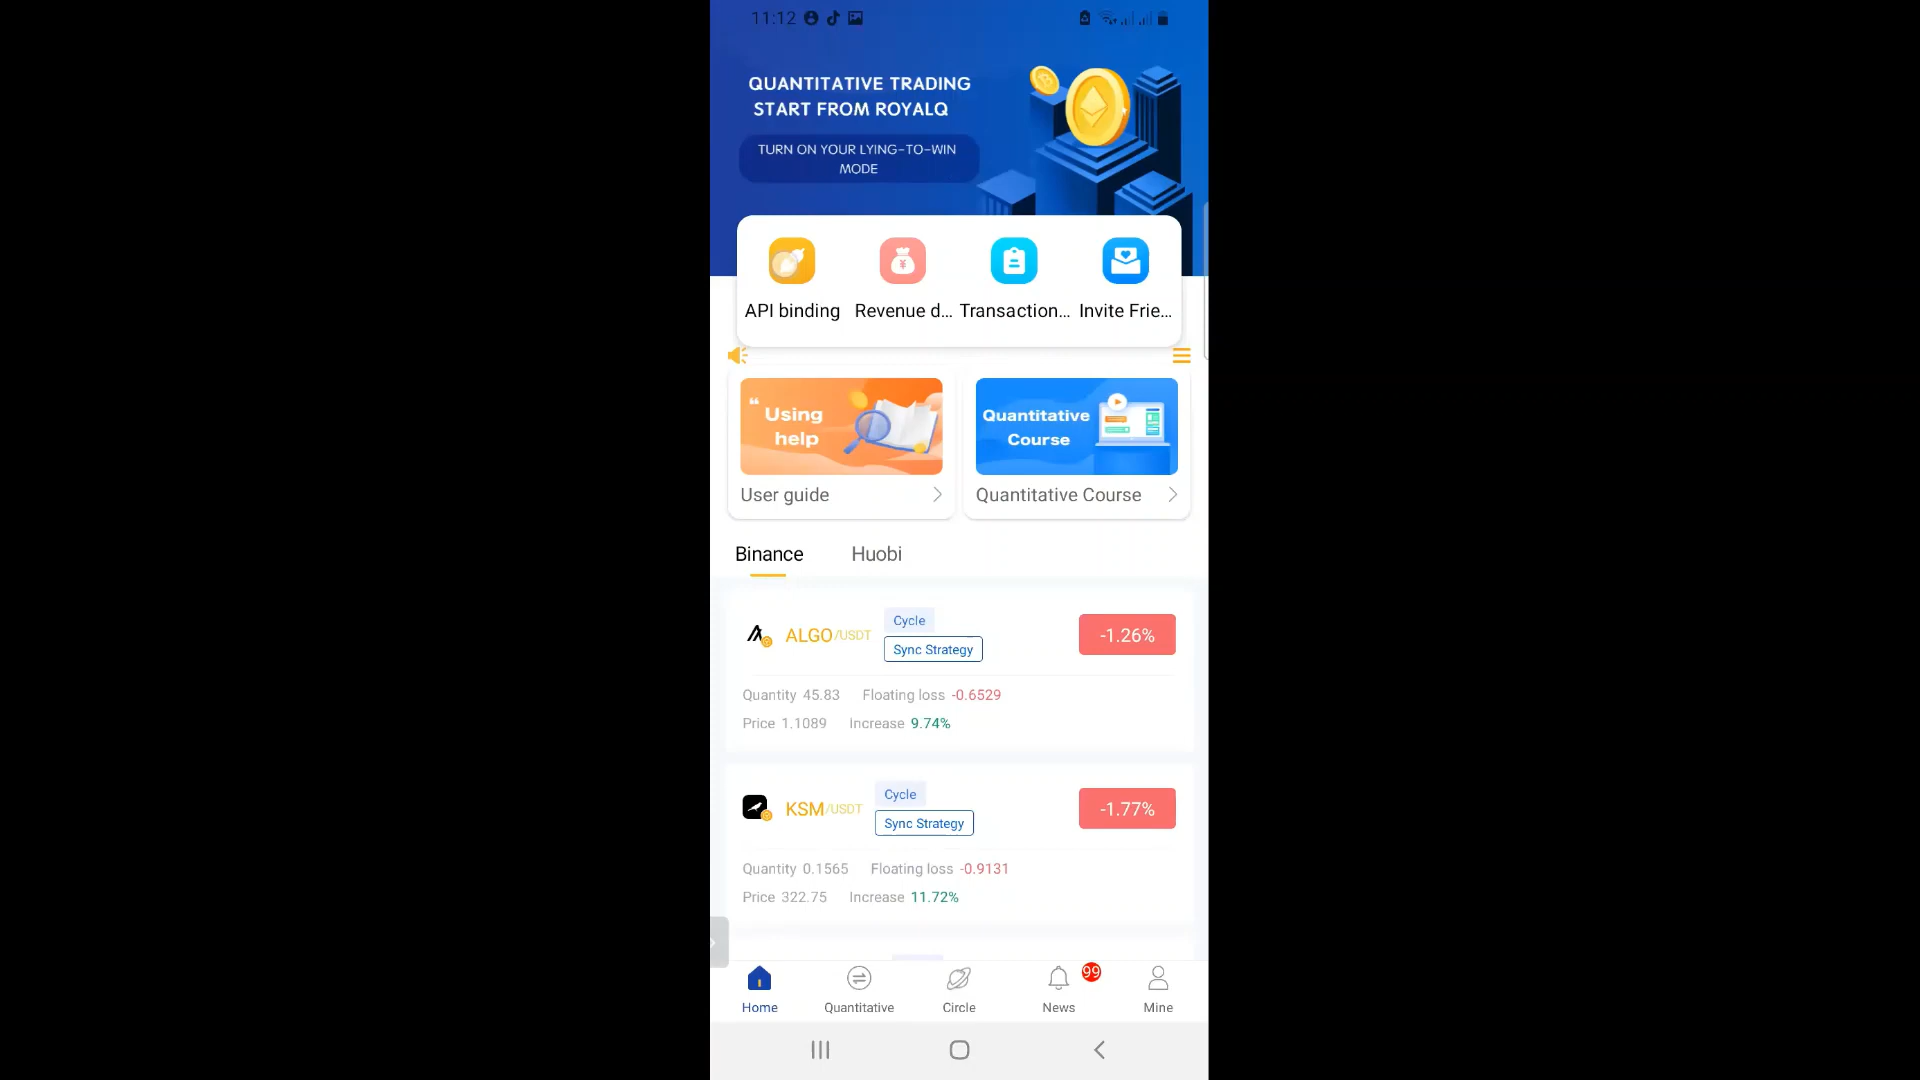 11:12
QUANTITATIVE TRADING
START FROM ROYALQ
TURN ON YOUR LYING-TO-WIN
MODE
API binding
Revenue d...
Transaction...
Invite Frie...
Using
help
Quantitative
Course
User guide
Quantitative Course
Binance
Huobi
ALGO/USDT
Cycle
Sync Strategy
-1.26%
Quantity 45.83 Floating loss -0.6529
Price 1.1089 Increase 9.74%
KSM/USDT
Cycle
Sync Strategy
-1.77%
Quantity 0.1565 Floating loss -0.9131
Price 322.75 Increase 11.72%
99
Home
Quantitative
Circle
News
Mine